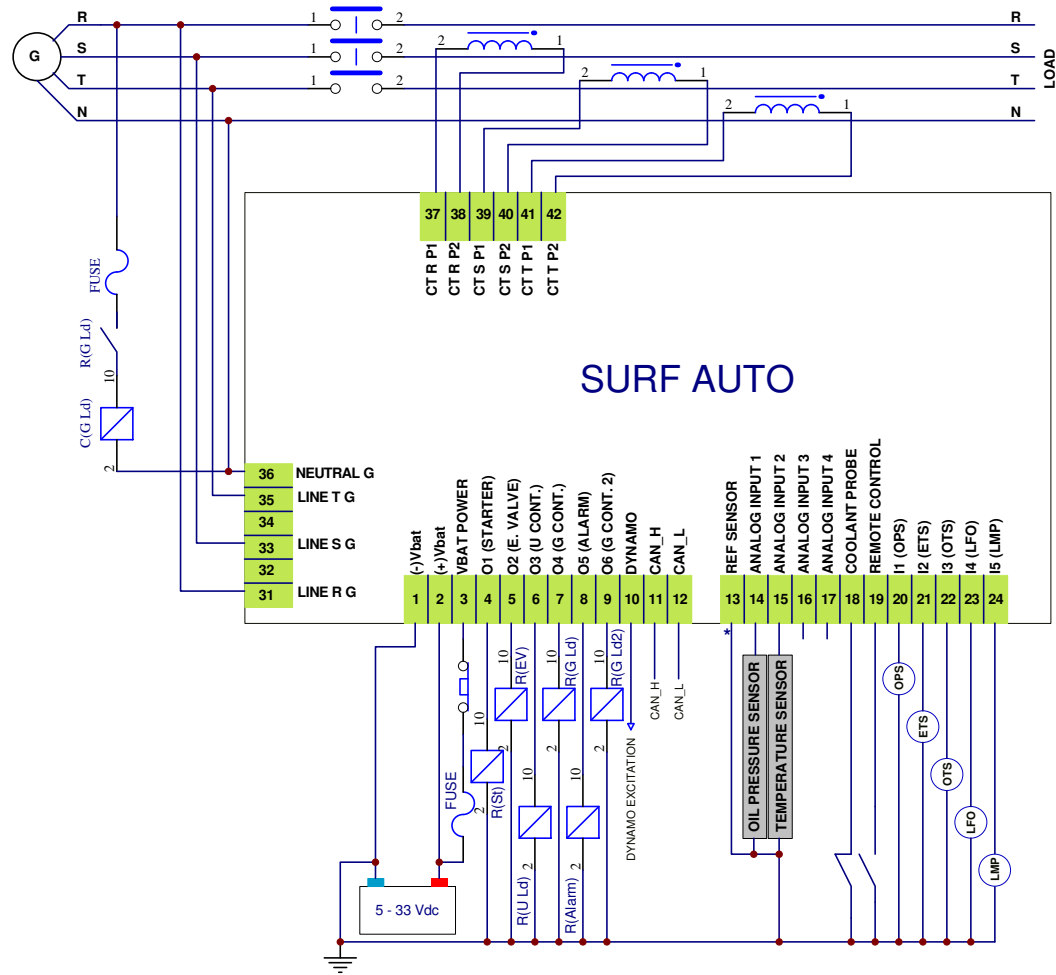 R 1 2 R
G S 1 2 2 1 S
T 1 2 2 1 T
N 2 1 N
LOAD
37 38 39 40 41 42
CT R P1
CT R P2
CT S P1
CT S P2
CT T P1
CT T P2
FUSE
R(G Ld)
10
C(G Ld)
2
SURF AUTO
36 NEUTRAL G
35 LINE T G
34
33 LINE S G
32
31 LINE R G
(-)Vbat
(+)Vbat
VBAT POWER
O1 (STARTER)
O2 (E. VALVE)
O3 (U CONT.)
O4 (G CONT.)
O5 (ALARM)
O6 (G CONT. 2)
DYNAMO
CAN_H
CAN_L
REF SENSOR
ANALOG INPUT 1
ANALOG INPUT 2
ANALOG INPUT 3
ANALOG INPUT 4
COOLANT PROBE
REMOTE CONTROL
I1 (OPS)
I2 (ETS)
I3 (OTS)
I4 (LFO)
I5 (LMP)
1 2 3 4 5 6 7 8 9 10 11 12
13 14 15 16 17 18 19 20 21 22 23 24
*
FUSE
10
R(St)
2
10
R(EV)
2
10
2
R(U Ld)
10
R(G Ld)
2
10
2
R(Alarm)
10
R(G Ld2)
2
DYNAMO EXCITATION
CAN_H
CAN_L
OIL PRESSURE SENSOR
TEMPERATURE SENSOR
OPS
ETS
OTS
LFO
LMP
5 - 33 Vdc